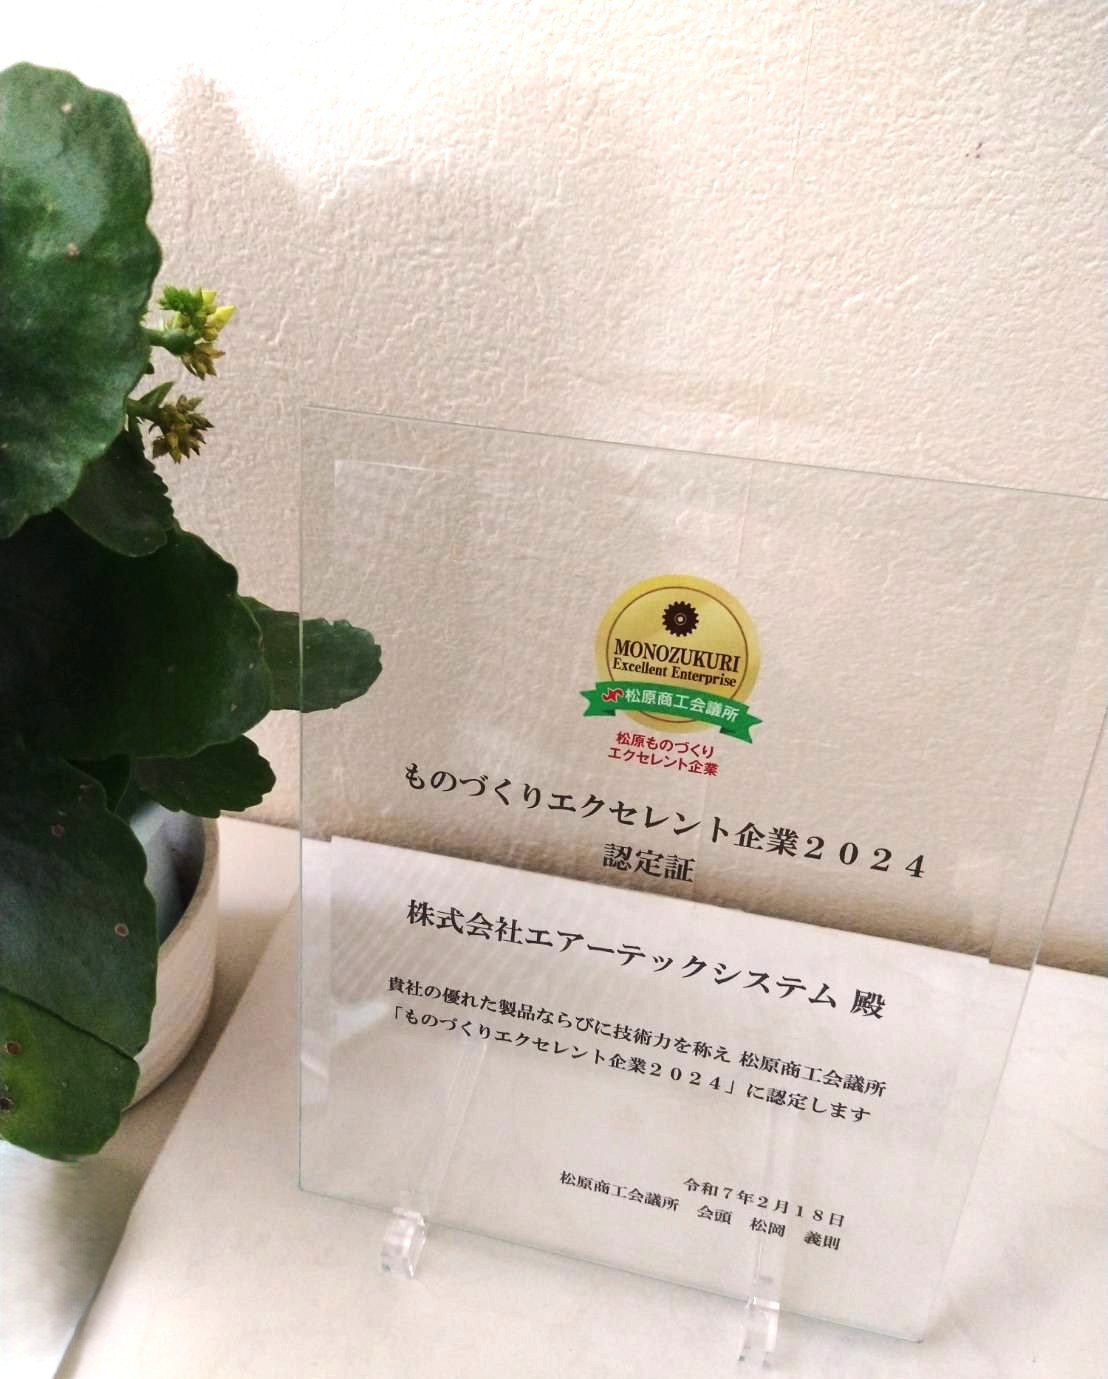 MONOZUKURI
Excellent Enterprise
松原商工会議所
松原ものづくり
エクセレント企業
ものづくりエクセレント企業２０２４
認定証
株式会社エアーテックシステム 殿
貴社の優れた製品ならびに技術力を称え 松原商工会議所
「ものづくりエクセレント企業２０２４」に認定します
令和７年２月１８日
松原商工会議所　会頭　松岡　義則